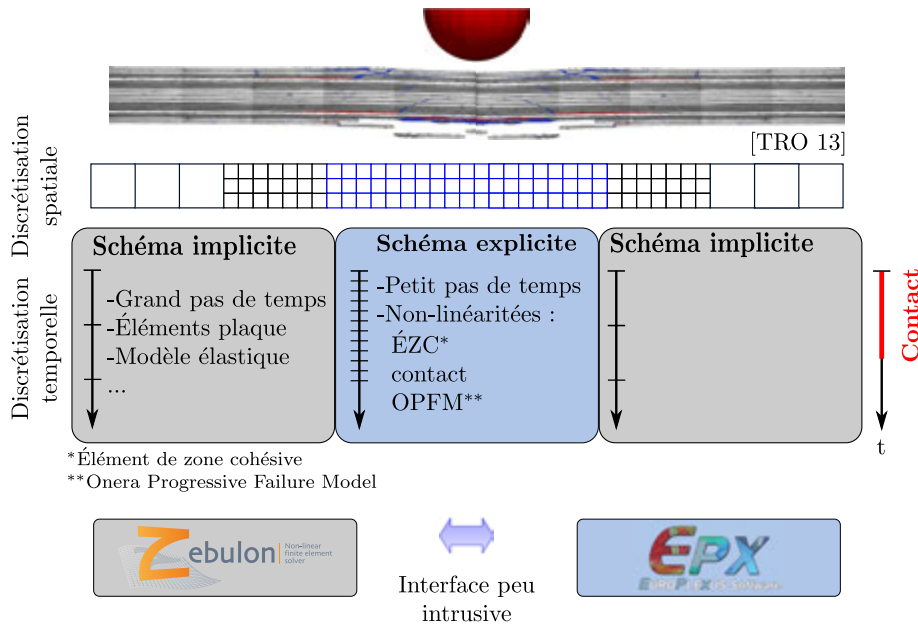 [TRO 13]
Discrétisation
spatiale
Schéma implicite
-Grand pas de temps
-Éléments plaque
-Modèle élastique
...
Schéma explicite
-Petit pas de temps
-Non-linéaritées :
ÉZC*
contact
OPFM**
Schéma implicite
Discrétisation
temporelle
Contact
t
*Élément de zone cohésive
**Onera Progressive Failure Model
Zebulon
Non-linear
finite element
solver
Interface peu
intrusive
EPX
EUROPLEXUS Software